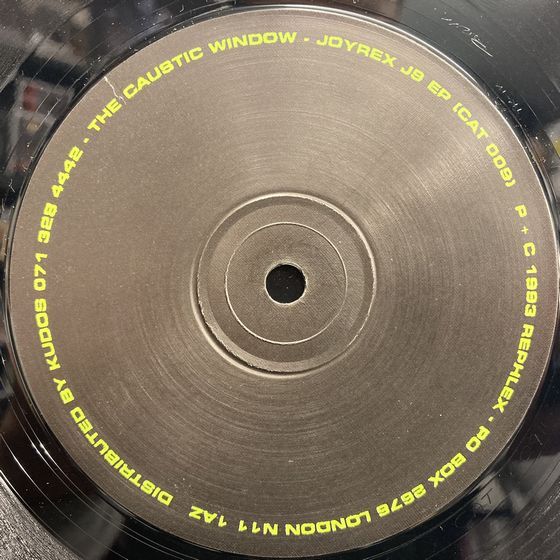 THE CAUSTIC WINDOW - JOYREX J9 EP (CAT 009) P + C 1993 REPHLEX - PO BOX 2676 LONDON N11 1AZ DISTRIBUTED BY KUDOS 071 328 4442 -